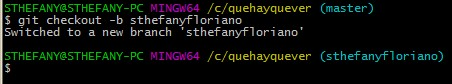 STHEFANY@STHEFANY-PC MINGW64 /c/quehayquever (master)
$ git checkout -b sthefanyfloriano
Switched to a new branch 'sthefanyfloriano'
STHEFANY@STHEFANY-PC MINGW64 /c/quehayquever (sthefanyfloriano)
$